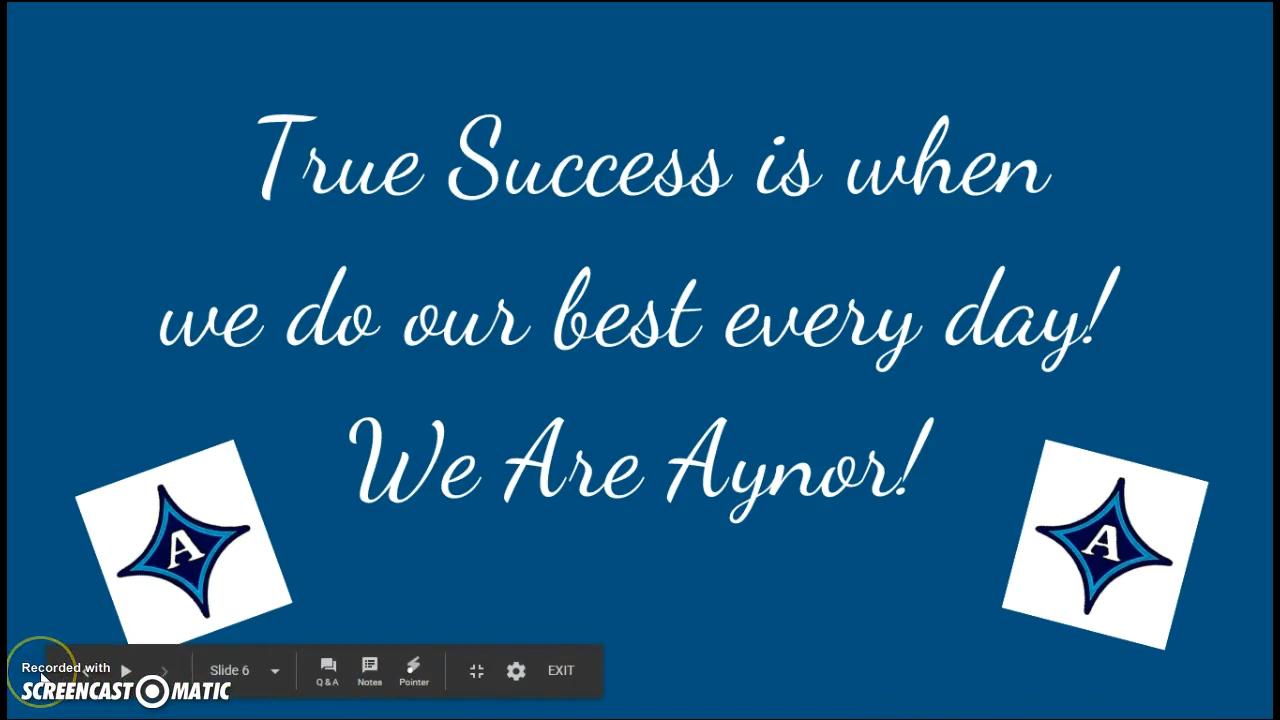 True Success is when
we do our best every day!
We Are Aynor!
A
A
Recorded with
SCREENCAST O MATIC
Slide 6
Q & A
Notes
Pointer
EXIT